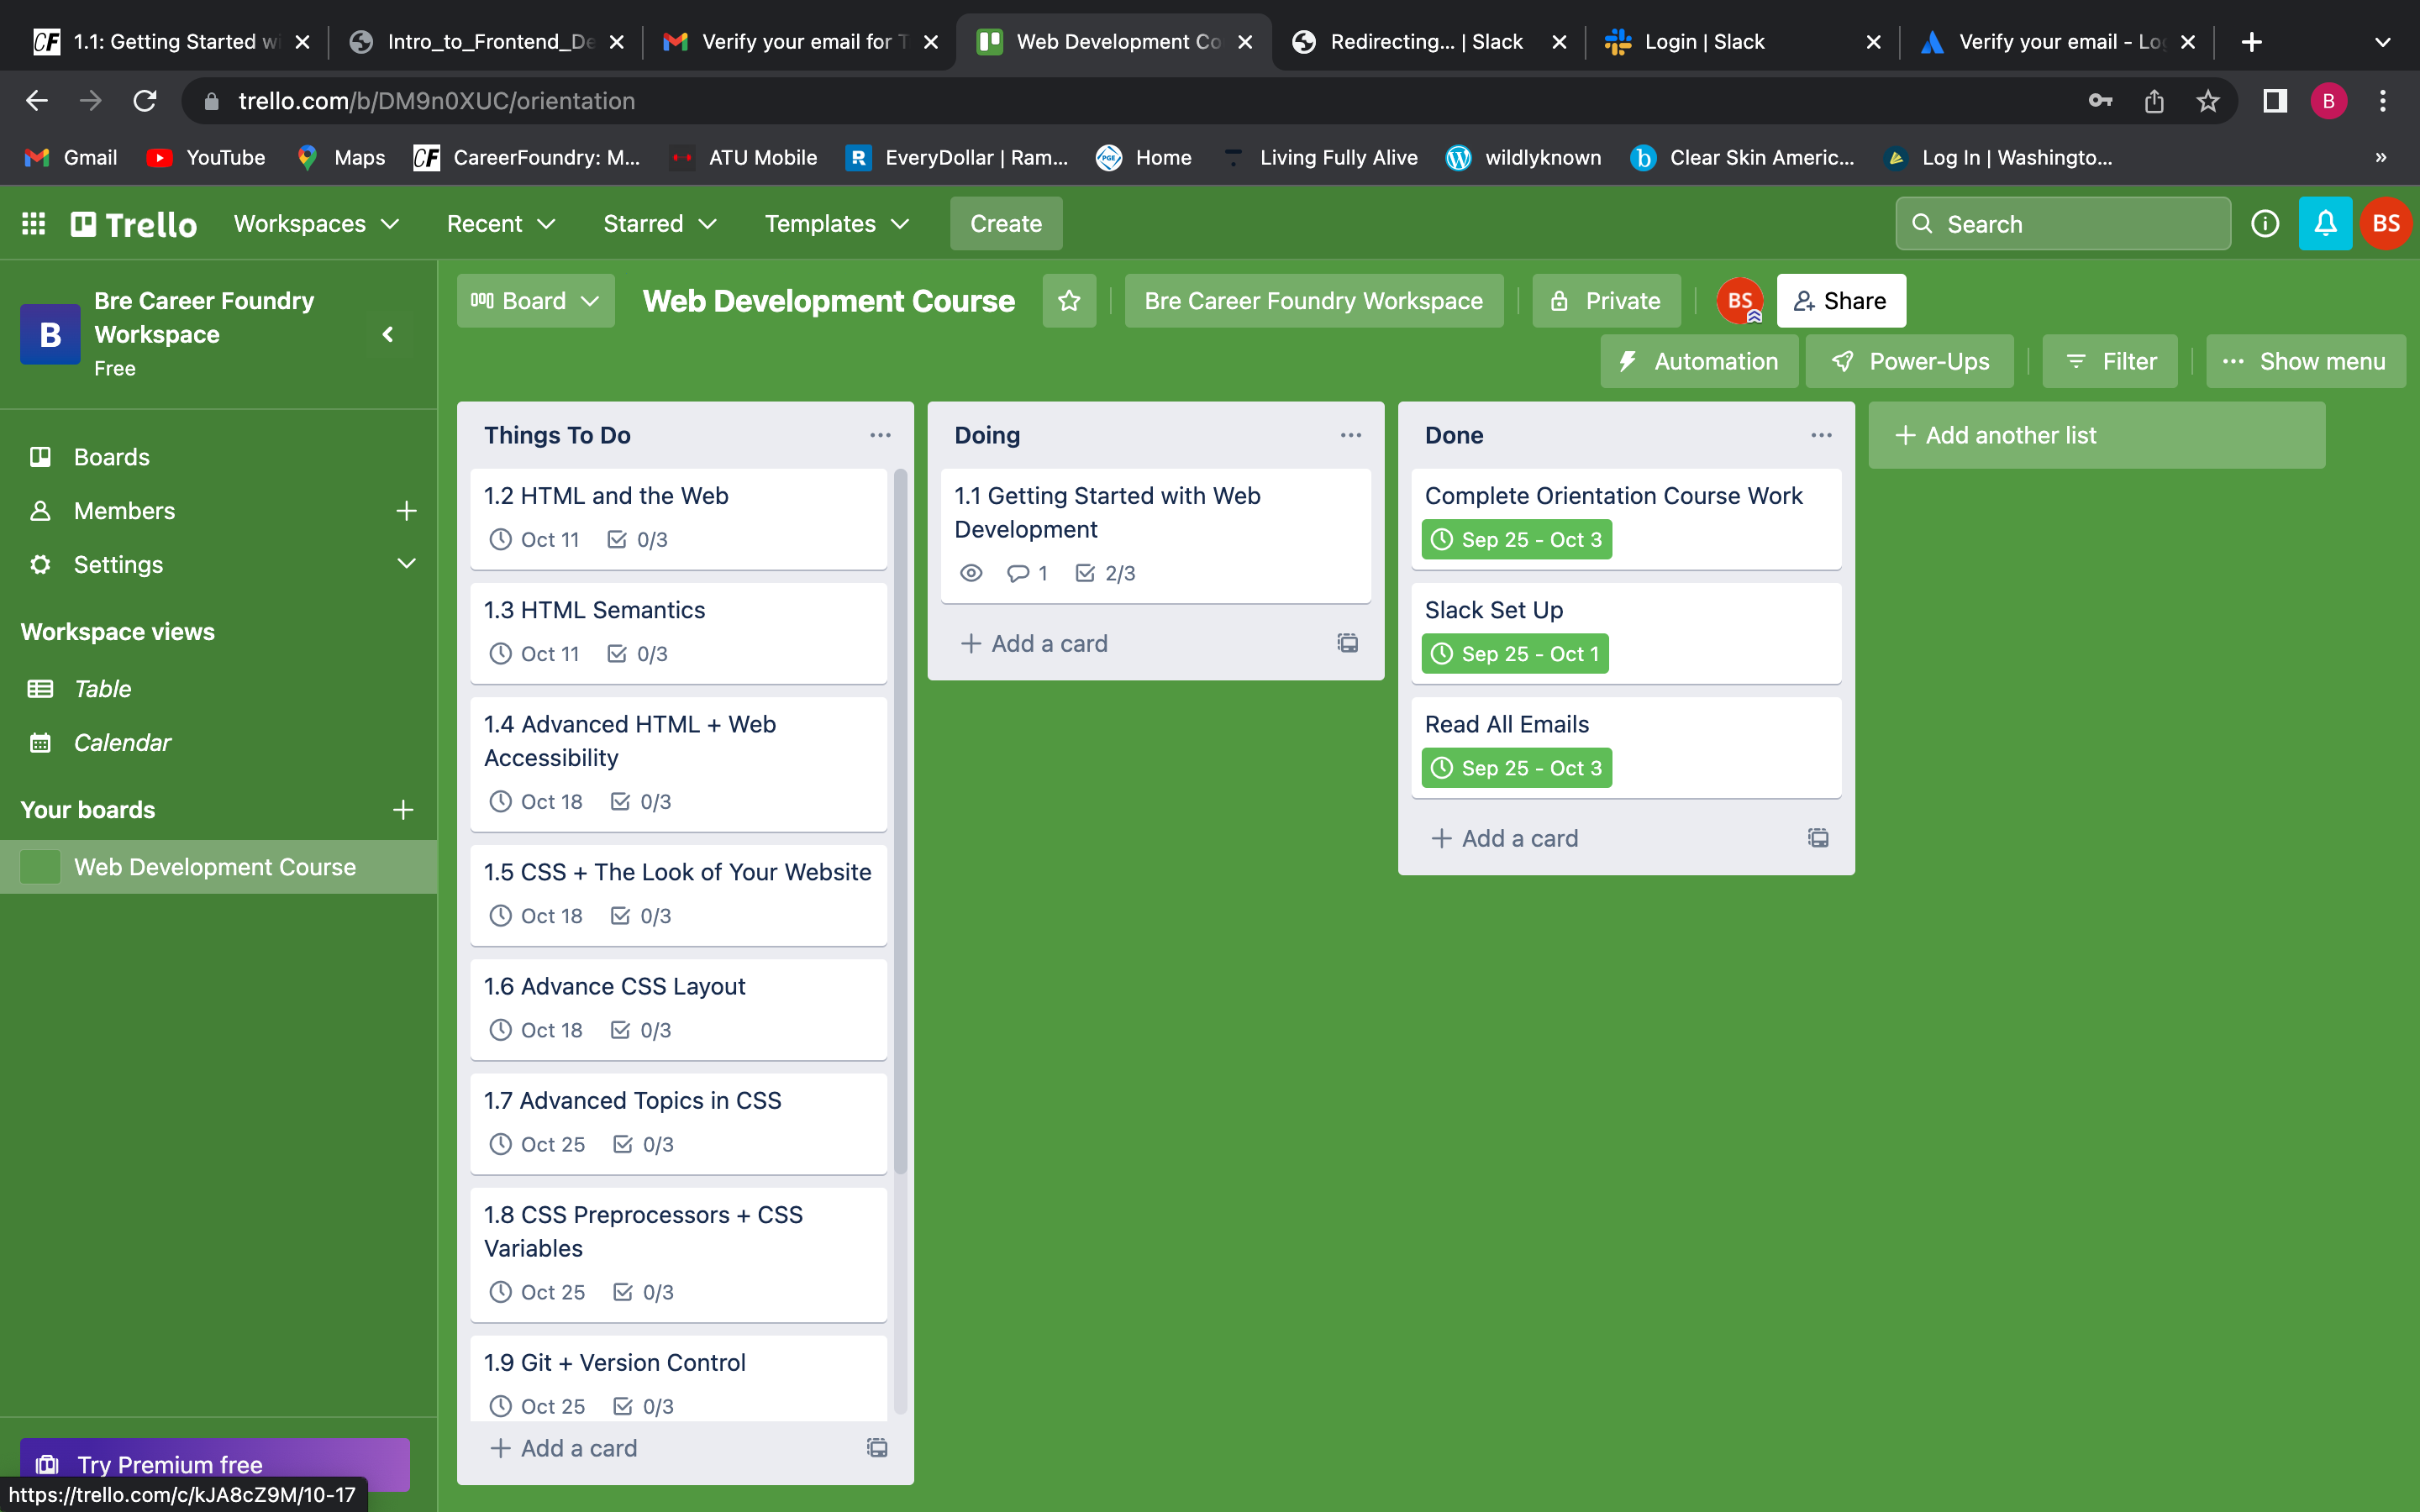 CF 1.1: Getting Started wi
Intro_to_Frontend_De
Verify your email for T
Web Development Co
Redirecting... | Slack
Login | Slack
Verify your email - Log
trello.com/b/DM9n0XUC/orientation
B
Gmail
YouTube
Maps
CF CareerFoundry: M...
ATU Mobile
R EveryDollar | Ram...
PGE Home
Living Fully Alive
wildlyknown
b Clear Skin Americ...
Log In | Washingto...
»
Trello
Workspaces
Recent
Starred
Templates
Create
Search
BS
B
Bre Career Foundry
Workspace
Free
Boards
Members
Settings
Workspace views
Table
Calendar
Your boards
Web Development Course
Try Premium free
https://trello.com/c/kJA8cZ9M/10-17
Board
Web Development Course
Bre Career Foundry Workspace
Private
BS
Share
Automation
Power-Ups
Filter
Show menu
Things To Do
1.2 HTML and the Web
Oct 11 0/3
1.3 HTML Semantics
Oct 11 0/3
1.4 Advanced HTML + Web
Accessibility
Oct 18 0/3
1.5 CSS + The Look of Your Website
Oct 18 0/3
1.6 Advance CSS Layout
Oct 18 0/3
1.7 Advanced Topics in CSS
Oct 25 0/3
1.8 CSS Preprocessors + CSS
Variables
Oct 25 0/3
1.9 Git + Version Control
Oct 25 0/3
+ Add a card
Doing
1.1 Getting Started with Web
Development
1 2/3
+ Add a card
Done
Complete Orientation Course Work
Sep 25 - Oct 3
Slack Set Up
Sep 25 - Oct 1
Read All Emails
Sep 25 - Oct 3
+ Add a card
+ Add another list